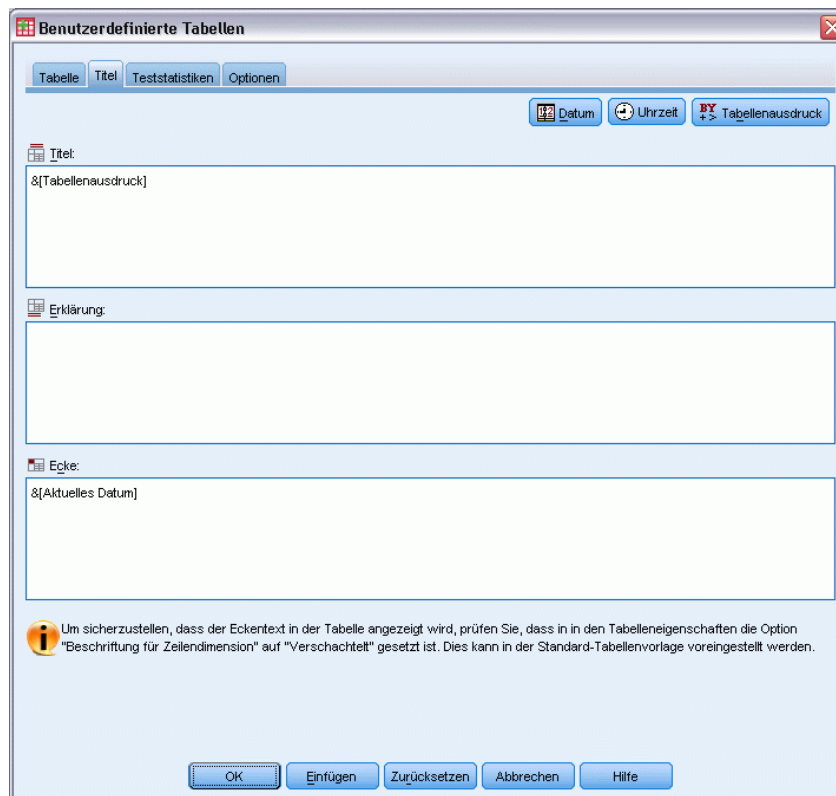 Benutzerdefinierte Tabellen
Tabelle Titel Teststatistiken Optionen
Datum Uhrzeit BY +> Tabellenausdruck
Titel:
&[Tabellenausdruck]
Erklärung:
Ecke:
&[Aktuelles Datum]
Um sicherzustellen, dass der Eckentext in der Tabelle angezeigt wird, prüfen Sie, dass in in den Tabelleneigenschaften die Option
"Beschriftung für Zeilendimension" auf "Verschachtelt" gesetzt ist. Dies kann in der Standard-Tabellenvorlage voreingestellt werden.
OK Einfügen Zurücksetzen Abbrechen Hilfe